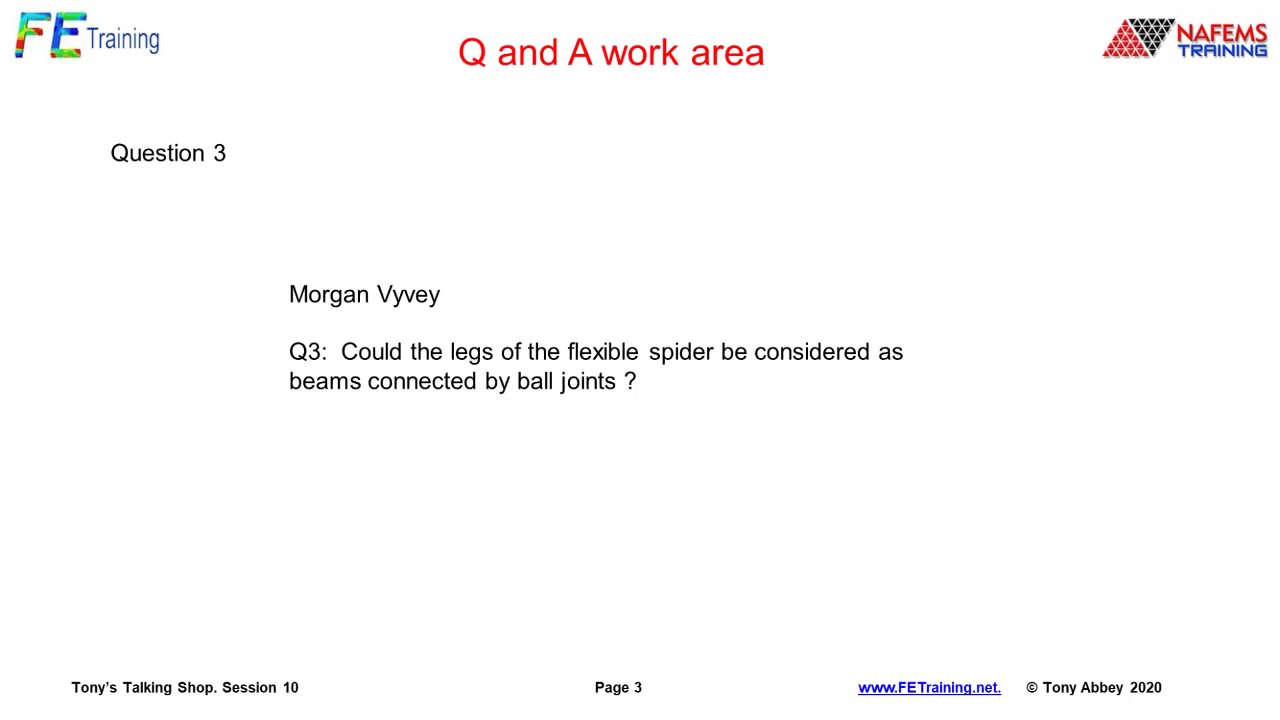 FE Training
Q and A work area
NAFEMS
TRAINING
Question 3
Morgan Vyvey
Q3: Could the legs of the flexible spider be considered as
beams connected by ball joints ?
Tony’s Talking Shop. Session 10
Page 3
www.FETraining.net.
© Tony Abbey 2020